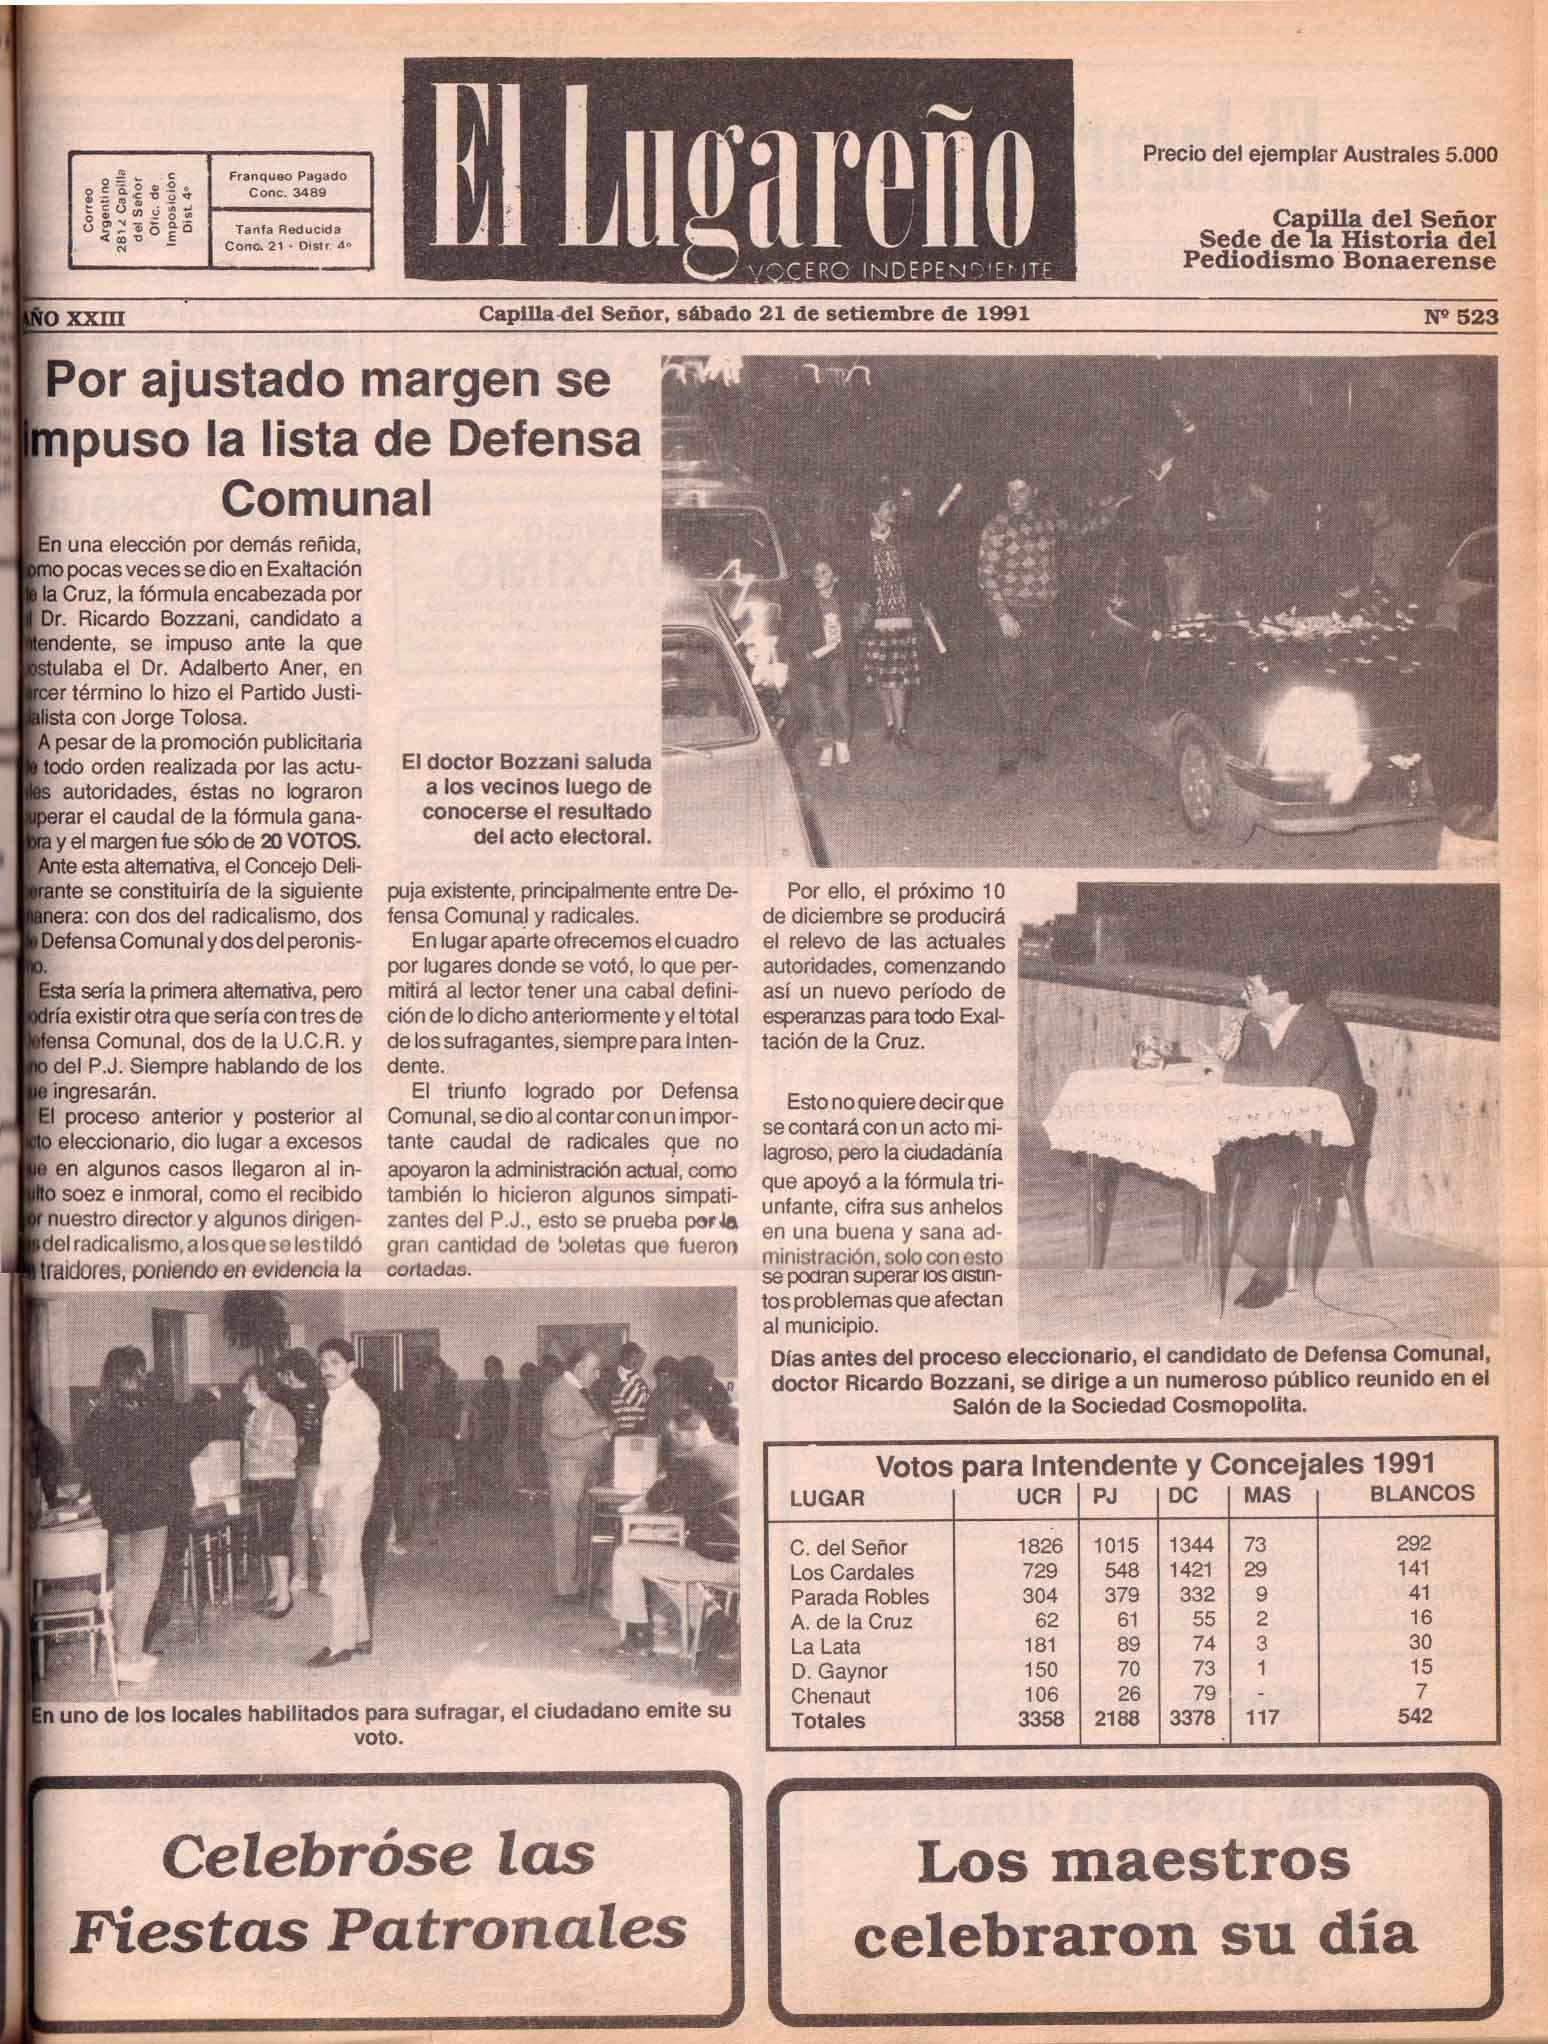 Correo
Argentino
2812 Capilla
del Señor
Ofic. de
Imposición
Dist. 4º
Franqueo Pagado
Conc. 3489
Tarifa Reducida
Conc. 21 - Distr. 4º
El Lugareño
VOCERO INDEPENDIENTE
Precio del ejemplar Australes 5.000
Capilla del Señor
Sede de la Historia del
Pediodismo Bonaerense
AÑO XXIII
Capilla del Señor, sábado 21 de setiembre de 1991
Nº 523
Por ajustado margen se
impuso la lista de Defensa
Comunal
En una elección por demás reñida,
omo pocas veces se dio en Exaltación
de la Cruz, la fórmula encabezada por
l Dr. Ricardo Bozzani, candidato a
ntendente, se impuso ante la que
ostulaba el Dr. Adalberto Aner, en
ercer término lo hizo el Partido Justi-
ialista con Jorge Tolosa.
A pesar de la promoción publicitaria
de todo orden realizada por las actu-
les autoridades, éstas no lograron
uperar el caudal de la fórmula gana-
ora y el margen fue sólo de 20 VOTOS.
Ante esta alternativa, el Concejo Deli-
erante se constituiría de la siguiente
manera: con dos del radicalismo, dos
de Defensa Comunal y dos del peronis-
mo.
Esta sería la primera alternativa, pero
odría existir otra que sería con tres de
Defensa Comunal, dos de la U.C.R. y
uno del P.J. Siempre hablando de los
que ingresarán.
El proceso anterior y posterior al
cto eleccionario, dio lugar a excesos
que en algunos casos llegaron al in-
ulto soez e inmoral, como el recibido
or nuestro director y algunos dirigen-
es del radicalismo, a los que se les tildó
de traidores, poniendo en evidencia la
El doctor Bozzani saluda
a los vecinos luego de
conocerse el resultado
del acto electoral.
puja existente, principalmente entre De-
fensa Comunal y radicales.
En lugar aparte ofrecemos el cuadro
por lugares donde se votó, lo que per-
mitirá al lector tener una cabal defini-
ción de lo dicho anteriormente y el total
de los sufragantes, siempre para Inten-
dente.
El triunfo logrado por Defensa
Comunal, se dio al contar con un impor-
tante caudal de radicales que no
apoyaron la administración actual, como
también lo hicieron algunos simpati-
zantes del P.J., esto se prueba por la
gran cantidad de boletas que fueron
cortadas.
Por ello, el próximo 10
de diciembre se producirá
el relevo de las actuales
autoridades, comenzando
así un nuevo período de
esperanzas para todo Exal-
tación de la Cruz.
Esto no quiere decir que
se contará con un acto mi-
lagroso, pero la ciudadanía
que apoyó a la fórmula tri-
unfante, cifra sus anhelos
en una buena y sana ad-
ministración, solo con esto
se podrán superar los distin-
tos problemas que afectan
al municipio.
Días antes del proceso eleccionario, el candidato de Defensa Comunal,
doctor Ricardo Bozzani, se dirige a un numeroso público reunido en el
Salón de la Sociedad Cosmopolita.
En uno de los locales habilitados para sufragar, el ciudadano emite su
voto.
Votos para Intendente y Concejales 1991
LUGAR UCR PJ DC MAS BLANCOS
C. del Señor 1826 1015 1344 73 292
Los Cardales 729 548 1421 29 141
Parada Robles 304 379 332 9 41
A. de la Cruz 62 61 55 2 16
La Lata 181 89 74 3 30
D. Gaynor 150 70 73 1 15
Chenaut 106 26 79 - 7
Totales 3358 2188 3378 117 542
Celebróse las
Fiestas Patronales
Los maestros
celebraron su día